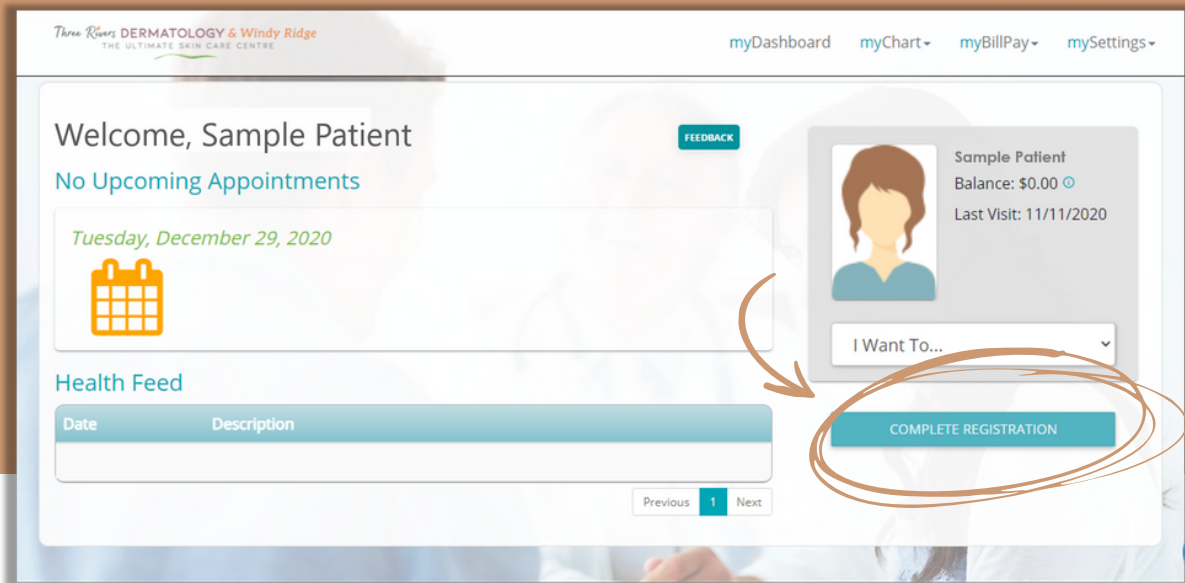 Three Rivers DERMATOLOGY & Windy Ridge
THE ULTIMATE SKIN CARE CENTRE
myDashboard myChart myBillPay mySettings
Welcome, Sample Patient
FEEDBACK
No Upcoming Appointments
Tuesday, December 29, 2020
Sample Patient
Balance: $0.00
Last Visit: 11/11/2020
I Want To...
COMPLETE REGISTRATION
Health Feed
Date Description
Previous 1 Next